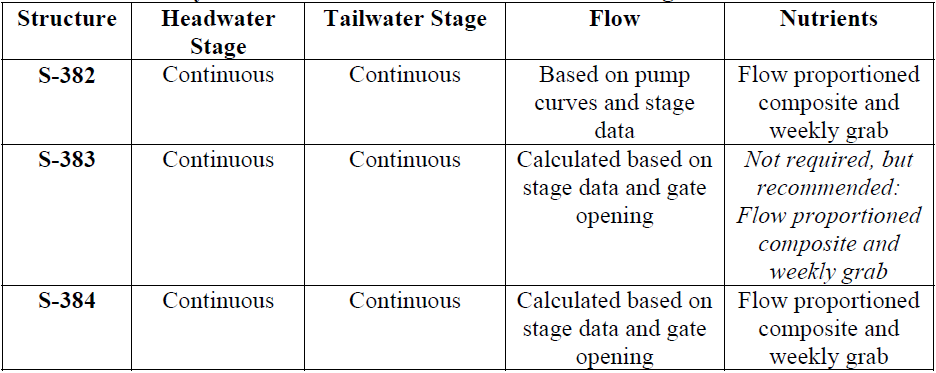 Structure
Headwater
Stage
Tailwater Stage
Flow
Nutrients
S-382
Continuous
Continuous
Based on pump
curves and stage
data
Flow proportioned
composite and
weekly grab
S-383
Continuous
Continuous
Calculated based on
stage data and gate
opening
Not required, but
recommended:
Flow proportioned
composite and
weekly grab
S-384
Continuous
Continuous
Calculated based on
stage data and gate
opening
Flow proportioned
composite and
weekly grab